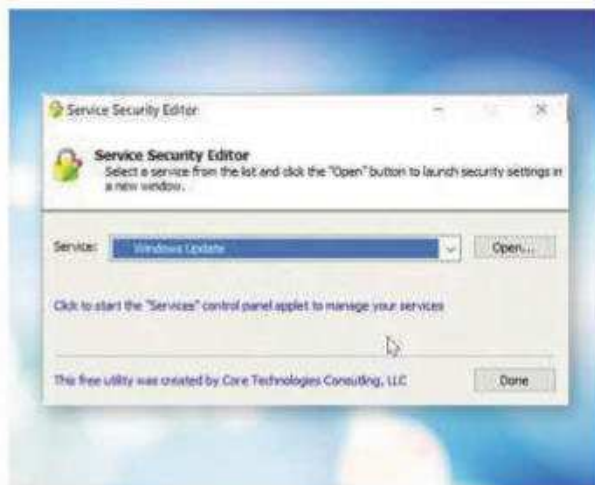 Service Security Editor
Service Security Editor
Select a service from the list and click the "Open" button to launch security settings in
a new window.
Service: Windows Update Open...
Click to start the "Services" control panel applet to manage your services
This free utility was created by Core Technologies Consulting, LLC Done